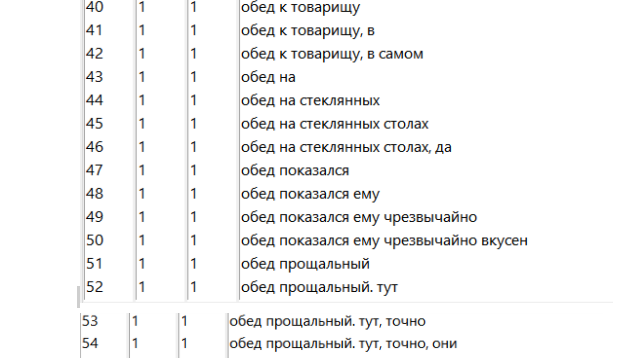 40 1 1 обед к товарищу
41 1 1 обед к товарищу, в
42 1 1 обед к товарищу, в самом
43 1 1 обед на
44 1 1 обед на стеклянных
45 1 1 обед на стеклянных столах
46 1 1 обед на стеклянных столах, да
47 1 1 обед показался
48 1 1 обед показался ему
49 1 1 обед показался ему чрезвычайно
50 1 1 обед показался ему чрезвычайно вкусен
51 1 1 обед прощальный
52 1 1 обед прощальный. тут
53 1 1 обед прощальный. тут, точно
54 1 1 обед прощальный. тут, точно, они